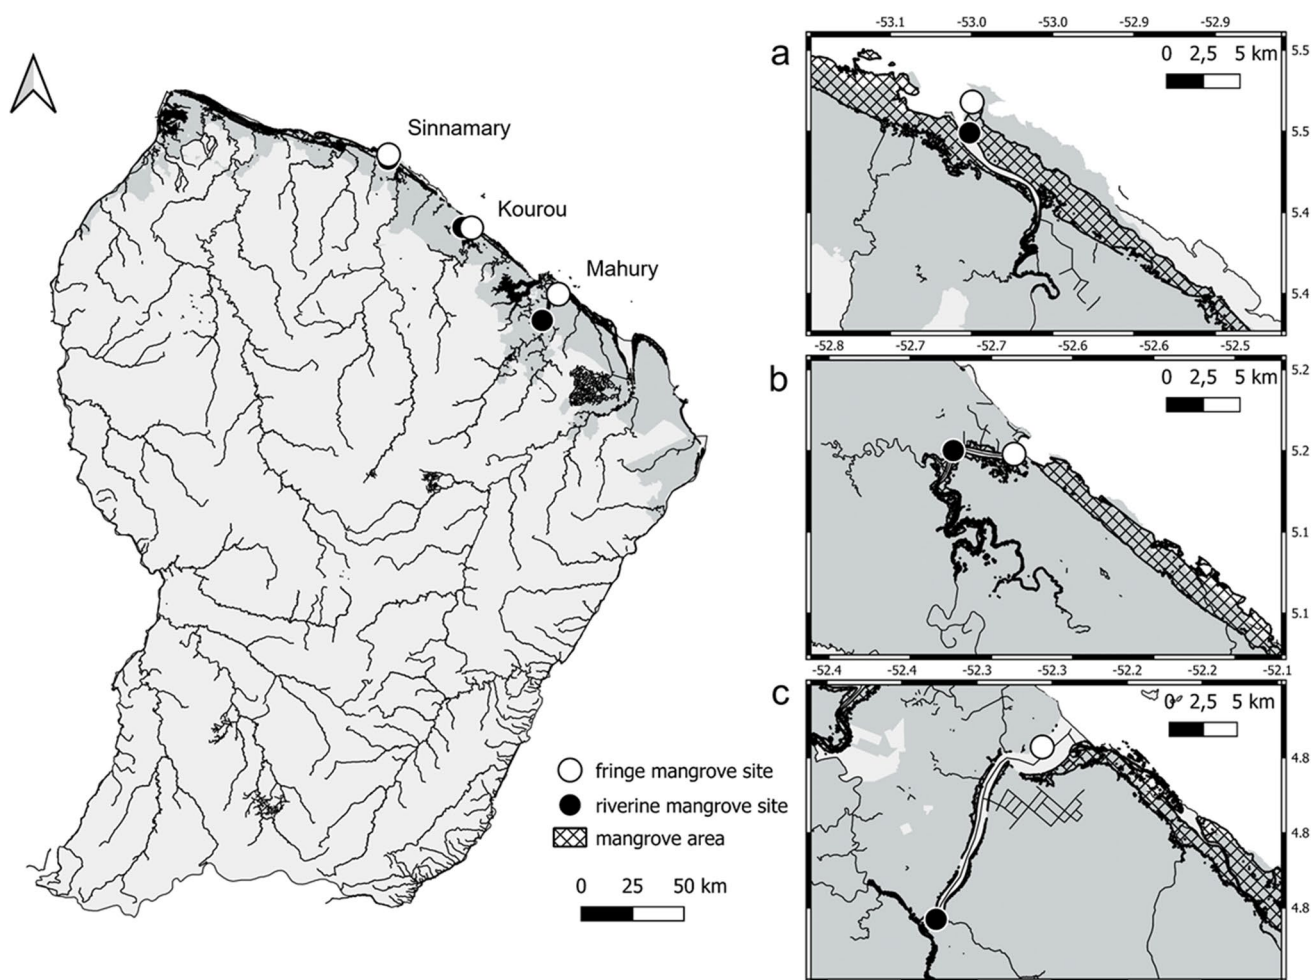 Sinnamary
Kourou
Mahury
fringe mangrove site
riverine mangrove site
mangrove area
0 25 50 km
a
-53.1 -53.0 -53.0 -52.9 -52.9
0 2,5 5 km
5.5
5.5
5.4
5.4
b
-52.8 -52.7 -52.7 -52.6 -52.6 -52.5
0 2,5 5 km
5.2
5.2
5.1
5.1
c
-52.4 -52.4 -52.3 -52.3 -52.2 -52.2 -52.1
0 2,5 5 km
4.8
4.8
4.8